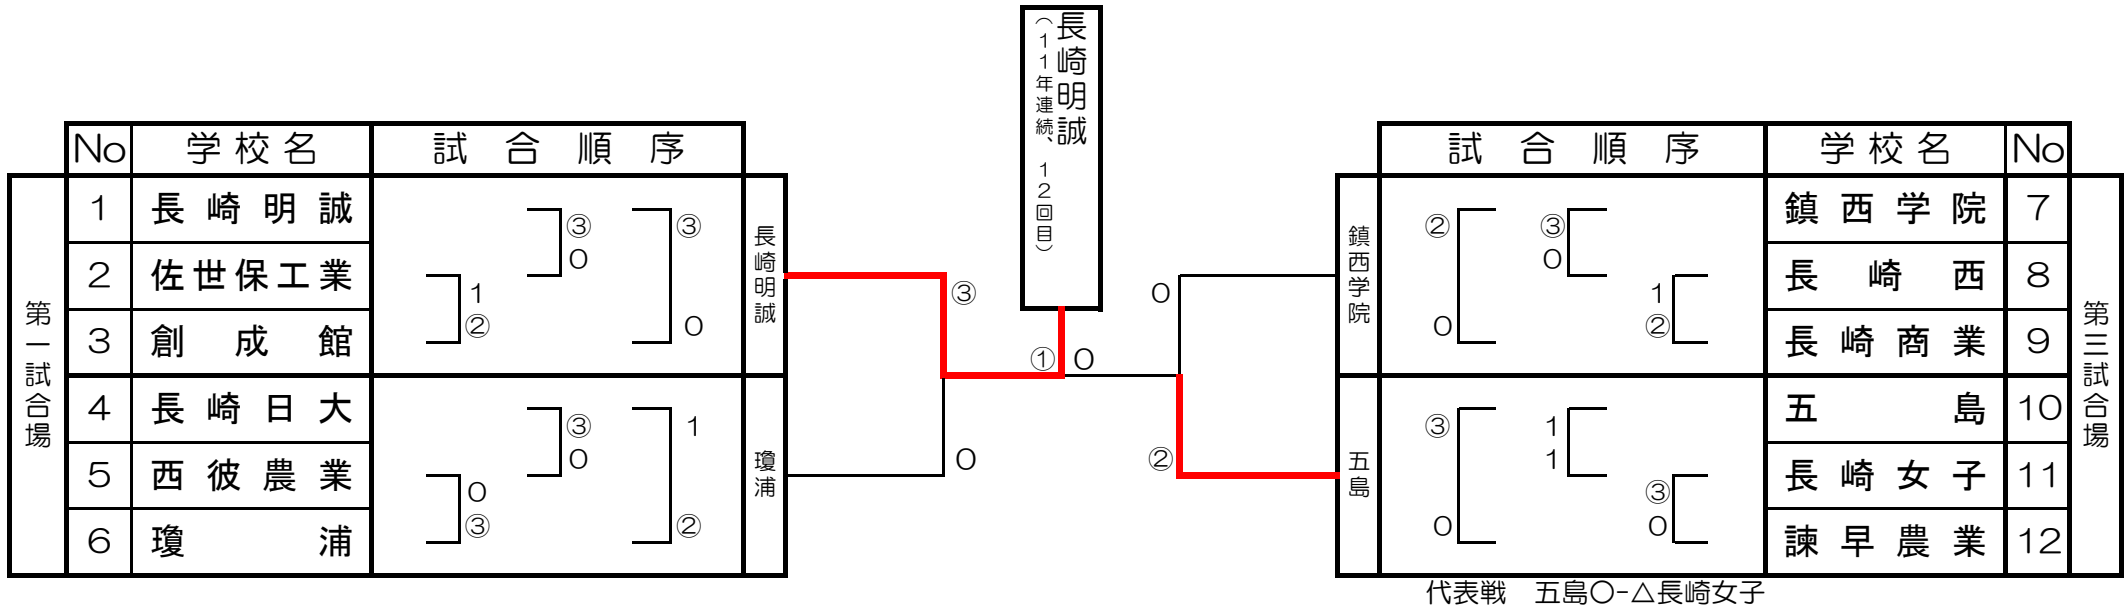 長崎明誠
（１１年連続、１２回目）
No 学校名 試合順序
第一試合場
1 長崎明誠
2 佐世保工業
3 創成館
4 長崎日大
5 西彼農業
6 瓊浦
③
0
③
0
1
②
③
0
1
②
0
③
長崎明誠
瓊浦
③
0
①
0
0
②
試合順序 学校名 No
鎮西学院
五島
②
0
③
0
1
②
③
0
1
1
③
0
鎮西学院 7
長崎西 8
長崎商業 9
五島 10
長崎女子 11
諫早農業 12
第三試合場
代表戦　五島〇-△長崎女子